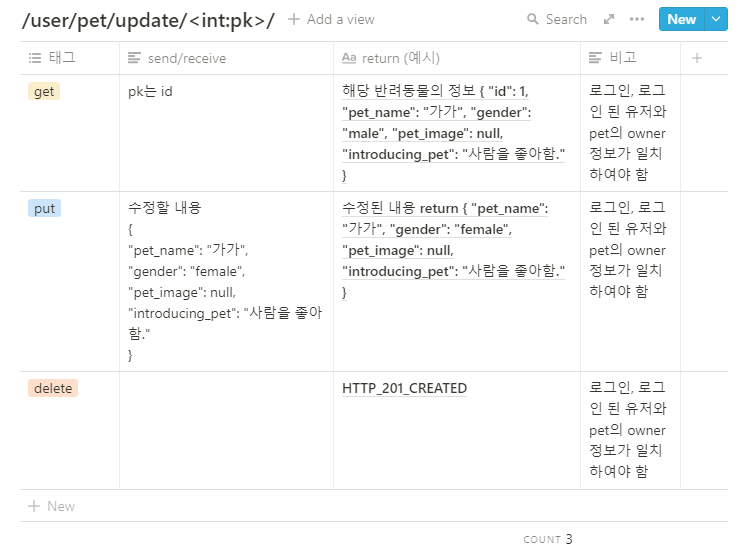 /user/pet/update/<int:pk>/
Add a view
Search
New
태그
send/receive
Aa return (예시)
비고
get
pk는 id
해당 반려동물의 정보 { "id": 1,
"pet_name": "가가", "gender":
"male", "pet_image": null,
"introducing_pet": "사람을 좋아함."
}
로그인, 로그
인 된 유저와
pet의 owner
정보가 일치
하여야 함
put
수정할 내용
{
"pet_name": "가가",
"gender": "female",
"pet_image": null,
"introducing_pet": "사람을 좋아
함."
}
수정된 내용 return { "pet_name":
"가가", "gender": "female",
"pet_image": null,
"introducing_pet": "사람을 좋아함."
}
로그인, 로그
인 된 유저와
pet의 owner
정보가 일치
하여야 함
delete
HTTP_201_CREATED
로그인, 로그
인 된 유저와
pet의 owner
정보가 일치
하여야 함
New
COUNT 3